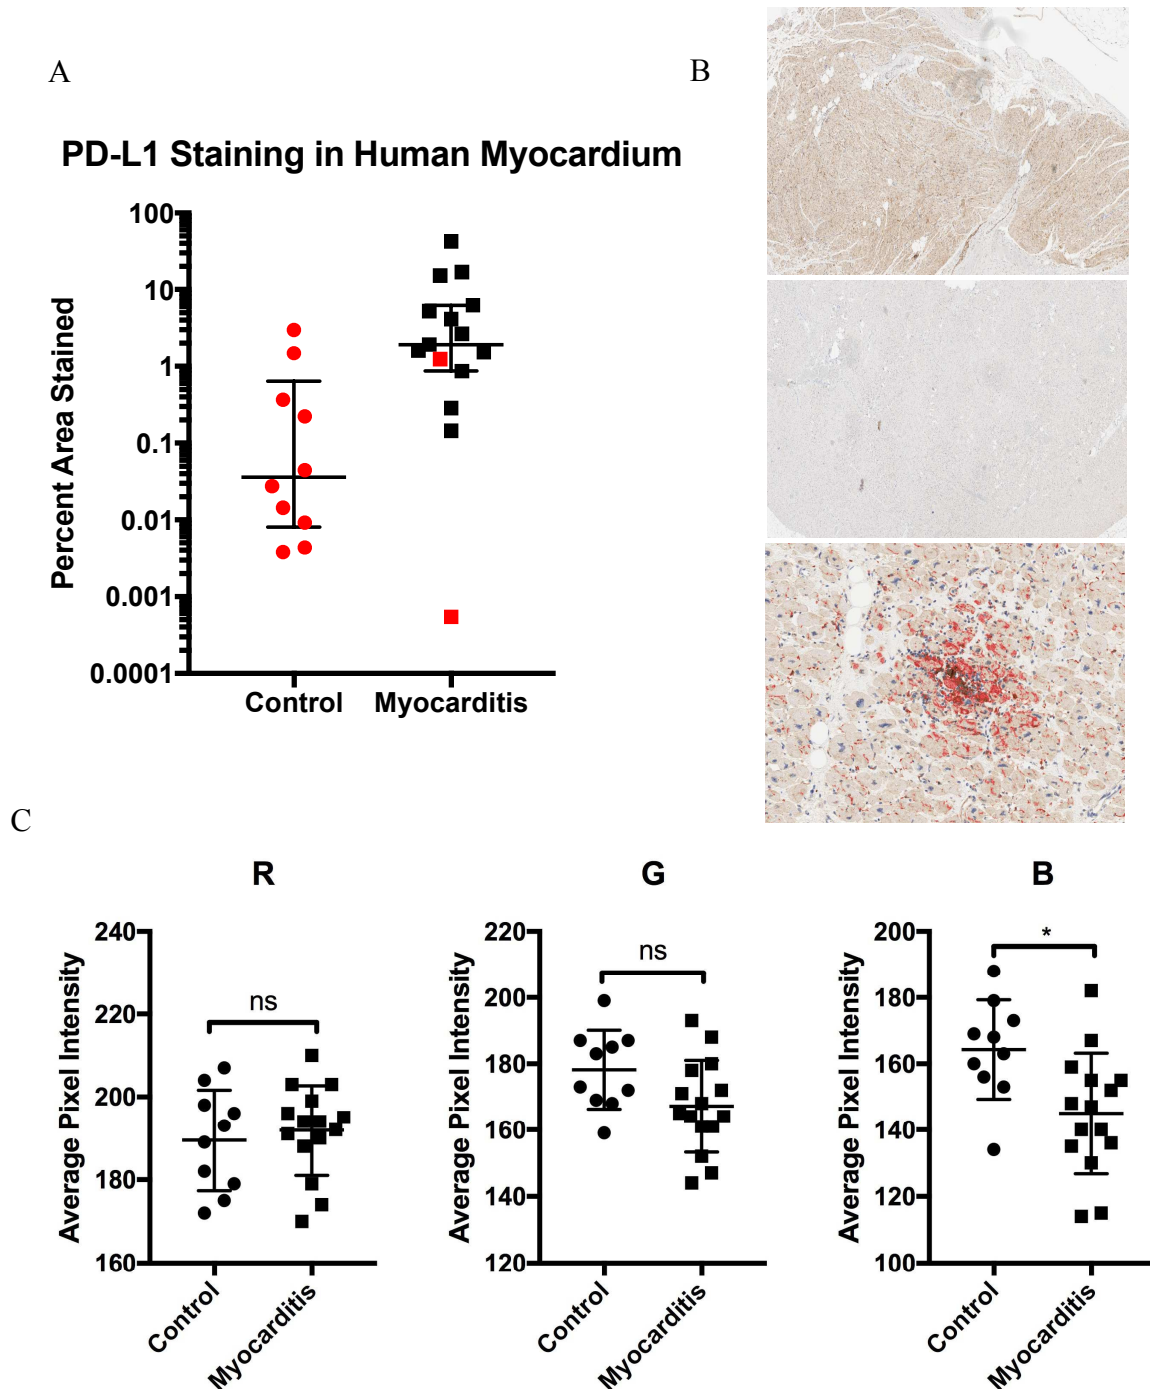 A
B
PD-L1 Staining in Human Myocardium
Percent Area Stained
100
10
1
0.1
0.01
0.001
0.0001
Control
Myocarditis
C
R
Average Pixel Intensity
240
220
200
180
160
ns
Control
Myocarditis
G
Average Pixel Intensity
220
200
180
160
140
120
ns
Control
Myocarditis
B
Average Pixel Intensity
200
180
160
140
120
100
*
Control
Myocarditis